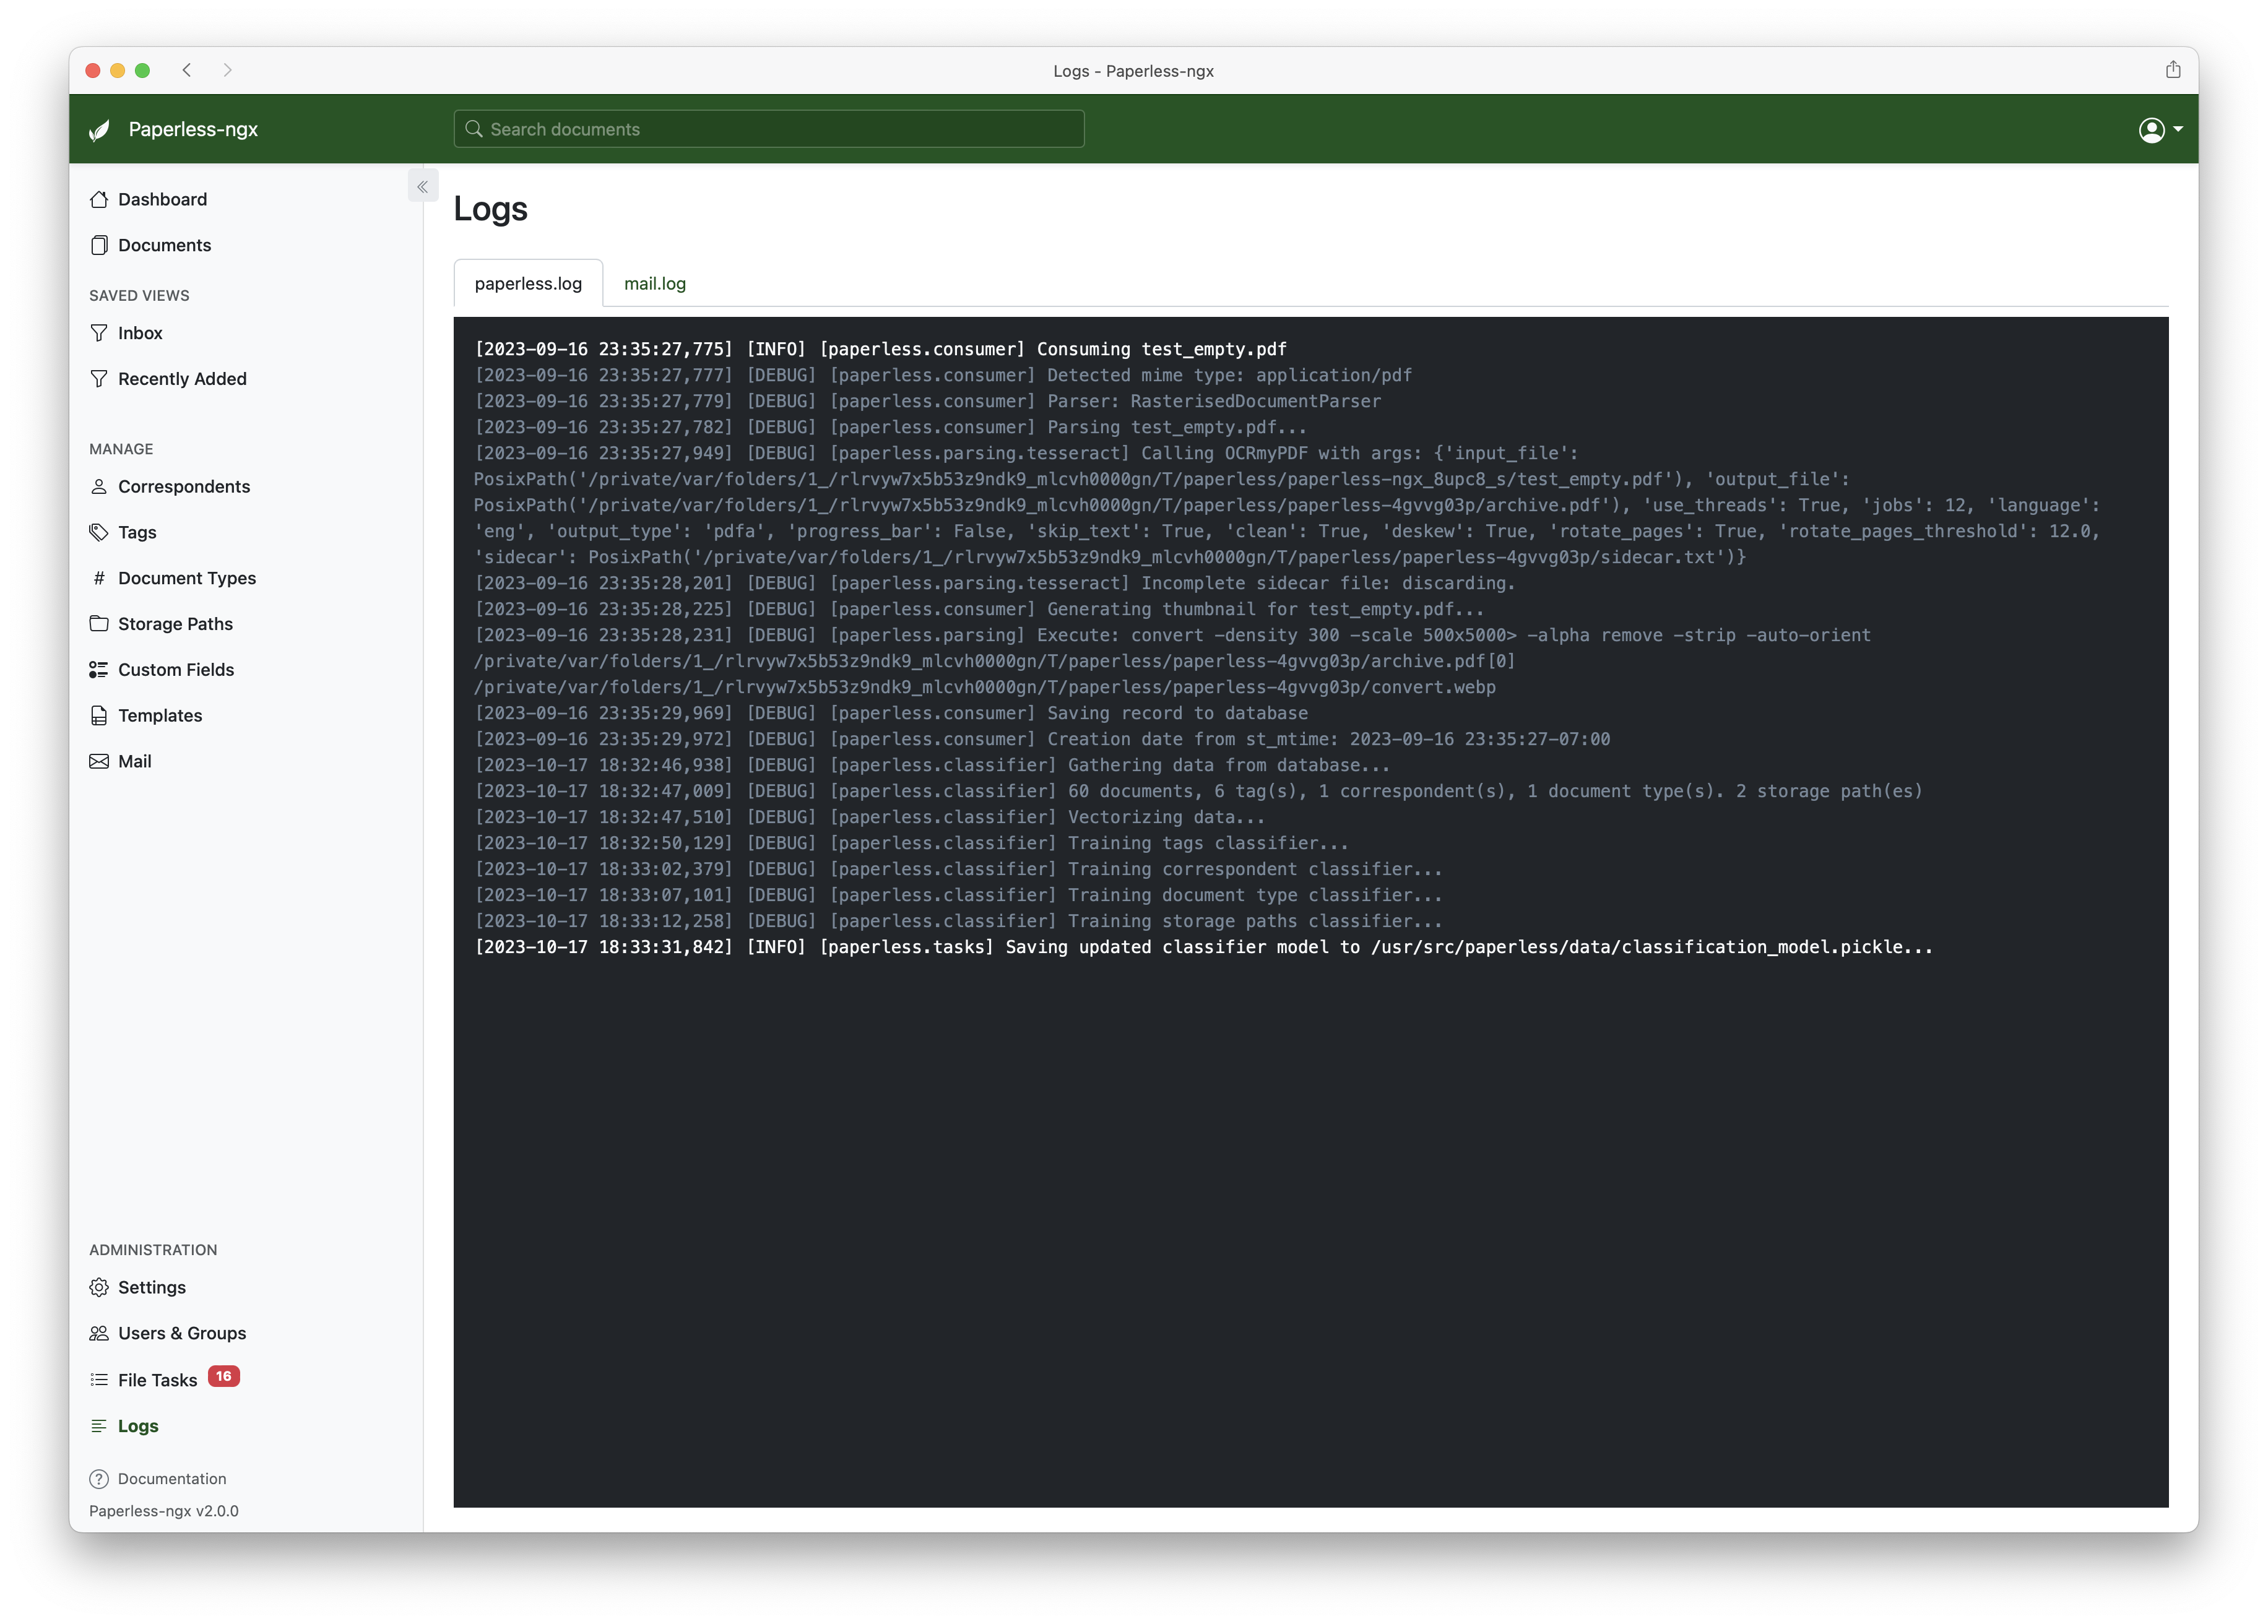 Logs - Paperless-ngx
Paperless-ngx
Search documents
Dashboard
Documents
SAVED VIEWS
Inbox
Recently Added
MANAGE
Correspondents
Tags
# Document Types
Storage Paths
Custom Fields
Templates
Mail
ADMINISTRATION
Settings
Users & Groups
File Tasks 16
Logs
? Documentation
Paperless-ngx v2.0.0
Logs
paperless.log mail.log
[2023-09-16 23:35:27,775] [INFO] [paperless.consumer] Consuming test_empty.pdf
[2023-09-16 23:35:27,777] [DEBUG] [paperless.consumer] Detected mime type: application/pdf
[2023-09-16 23:35:27,779] [DEBUG] [paperless.consumer] Parser: RasterisedDocumentParser
[2023-09-16 23:35:27,782] [DEBUG] [paperless.consumer] Parsing test_empty.pdf...
[2023-09-16 23:35:27,949] [DEBUG] [paperless.parsing.tesseract] Calling OCRmyPDF with args: {'input_file':
PosixPath('/private/var/folders/1_/rlrvyw7x5b53z9ndk9_mlcvh0000gn/T/paperless/paperless-ngx_8upc8_s/test_empty.pdf'), 'output_file':
PosixPath('/private/var/folders/1_/rlrvyw7x5b53z9ndk9_mlcvh0000gn/T/paperless/paperless-4gvvg03p/archive.pdf'), 'use_threads': True, 'jobs': 12, 'language':
'eng', 'output_type': 'pdfa', 'progress_bar': False, 'skip_text': True, 'clean': True, 'deskew': True, 'rotate_pages': True, 'rotate_pages_threshold': 12.0,
'sidecar': PosixPath('/private/var/folders/1_/rlrvyw7x5b53z9ndk9_mlcvh0000gn/T/paperless/paperless-4gvvg03p/sidecar.txt')}
[2023-09-16 23:35:28,201] [DEBUG] [paperless.parsing.tesseract] Incomplete sidecar file: discarding.
[2023-09-16 23:35:28,225] [DEBUG] [paperless.consumer] Generating thumbnail for test_empty.pdf...
[2023-09-16 23:35:28,231] [DEBUG] [paperless.parsing] Execute: convert -density 300 -scale 500x5000> -alpha remove -strip -auto-orient
/private/var/folders/1_/rlrvyw7x5b53z9ndk9_mlcvh0000gn/T/paperless/paperless-4gvvg03p/archive.pdf[0]
/private/var/folders/1_/rlrvyw7x5b53z9ndk9_mlcvh0000gn/T/paperless/paperless-4gvvg03p/convert.webp
[2023-09-16 23:35:29,969] [DEBUG] [paperless.consumer] Saving record to database
[2023-09-16 23:35:29,972] [DEBUG] [paperless.consumer] Creation date from st_mtime: 2023-09-16 23:35:27-07:00
[2023-10-17 18:32:46,938] [DEBUG] [paperless.classifier] Gathering data from database...
[2023-10-17 18:32:47,009] [DEBUG] [paperless.classifier] 60 documents, 6 tag(s), 1 correspondent(s), 1 document type(s). 2 storage path(es)
[2023-10-17 18:32:47,510] [DEBUG] [paperless.classifier] Vectorizing data...
[2023-10-17 18:32:50,129] [DEBUG] [paperless.classifier] Training tags classifier...
[2023-10-17 18:33:02,379] [DEBUG] [paperless.classifier] Training correspondent classifier...
[2023-10-17 18:33:07,101] [DEBUG] [paperless.classifier] Training document type classifier...
[2023-10-17 18:33:12,258] [DEBUG] [paperless.classifier] Training storage paths classifier...
[2023-10-17 18:33:31,842] [INFO] [paperless.tasks] Saving updated classifier model to /usr/src/paperless/data/classification_model.pickle...